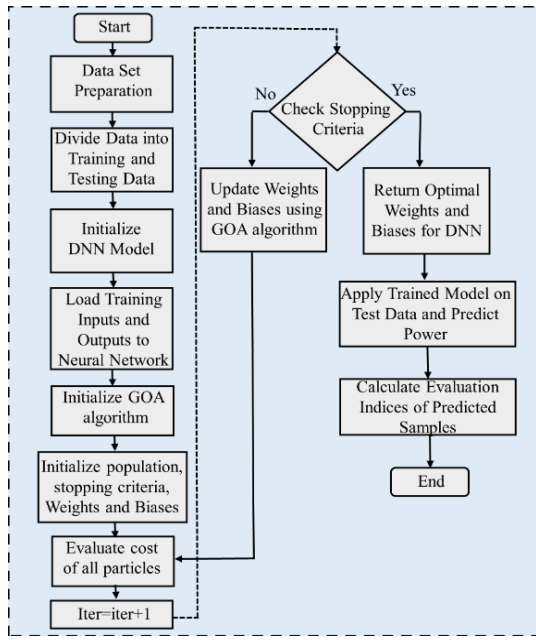 Start
Data Set
Preparation
Divide Data into
Training and
Testing Data
Initialize
DNN Model
Load Training
Inputs and
Outputs to
Neural Network
Initialize GOA
algorithm
Initialize population,
stopping criteria,
Weights and Biases
Evaluate cost
of all particles
Iter=iter+1
Check Stopping
Criteria
No
Yes
Update Weights
and Biases using
GOA algorithm
Return Optimal
Weights and
Biases for DNN
Apply Trained Model on
Test Data and Predict
Power
Calculate Evaluation
Indices of Predicted
Samples
End